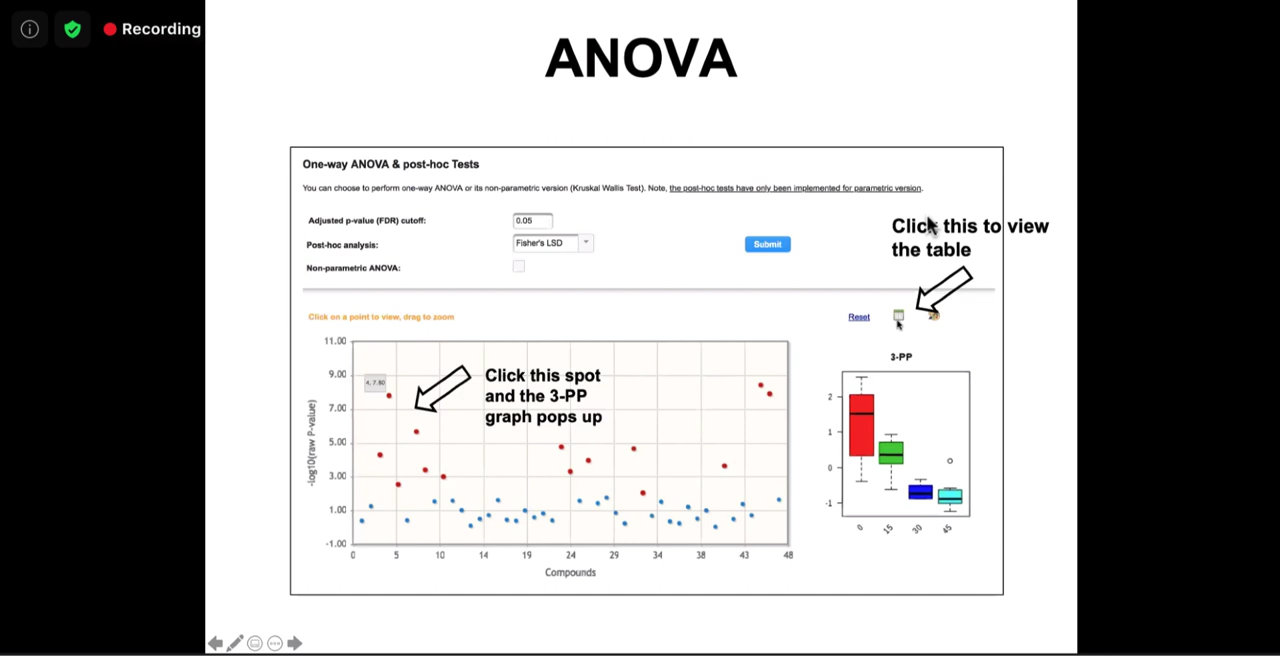 Recording
ANOVA
One-way ANOVA & post-hoc Tests
You can choose to perform one-way ANOVA or its non-parametric version (Kruskal Wallis Test). Note, the post-hoc tests have only been implemented for parametric version.
Adjusted p-value (FDR) cutoff:
0.05
Post-hoc analysis:
Fisher's LSD
Submit
Non-parametric ANOVA:
Click this to view
the table
Click on a point to view, drag to zoom
Reset
3-PP
11.00
9.00
7.00
5.00
3.00
1.00
-1.00
-log10(raw P-value)
4, 7.80
Click this spot
and the 3-PP
graph pops up
0 5 10 14 19 24 29 34 38 43 48
Compounds
2
1
0
-1
0 15 30 45